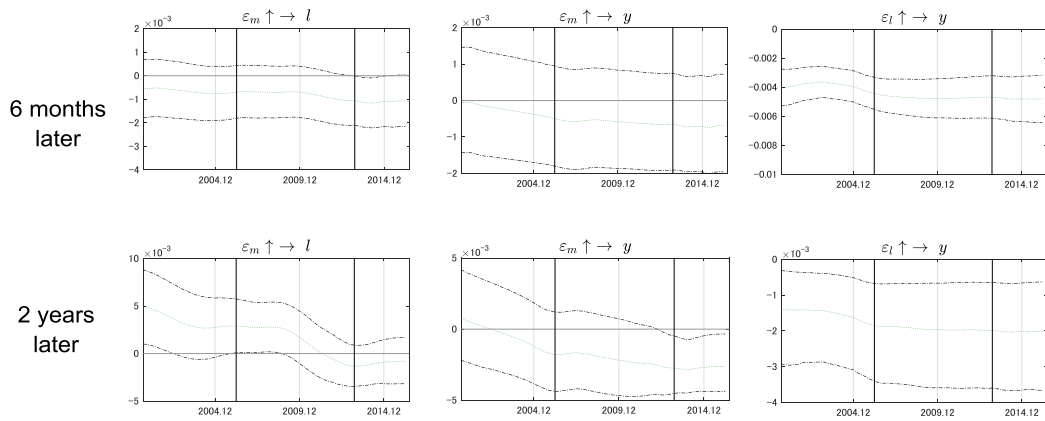 ε_m ↑ → l
×10⁻³
2
1
0
−1
−2
−3
−4
2004.12 2009.12 2014.12
ε_m ↑ → y
×10⁻³
2
1
0
−1
−2
2004.12 2009.12 2014.12
ε_l ↑ → y
0
−0.002
−0.004
−0.006
−0.008
−0.01
2004.12 2009.12 2014.12
6 months
later
ε_m ↑ → l
×10⁻³
10
5
0
−5
2004.12 2009.12 2014.12
ε_m ↑ → y
×10⁻³
5
0
−5
2004.12 2009.12 2014.12
ε_l ↑ → y
×10⁻³
0
−1
−2
−3
−4
2004.12 2009.12 2014.12
2 years
later